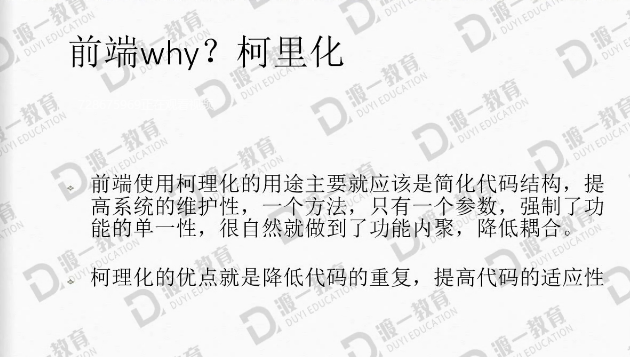 前端why？柯里化
前端使用柯理化的用途主要就应该是简化代码结构，提
高系统的维护性，一个方法，只有一个参数，强制了功
能的单一性，很自然就做到了功能内聚，降低耦合。
柯理化的优点就是降低代码的重复，提高代码的适应性
渡一教育
DUYI EDUCATION